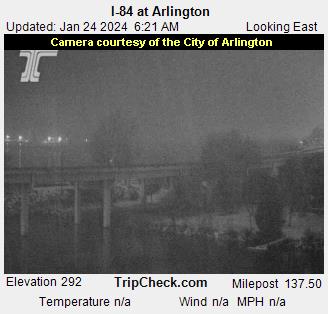 I-84 at Arlington
Updated: Jan 24 2024 6:21 AM Looking East
Camera courtesy of the City of Arlington
Elevation 292 TripCheck.com Milepost 137.50
Temperature n/a Wind n/a MPH n/a